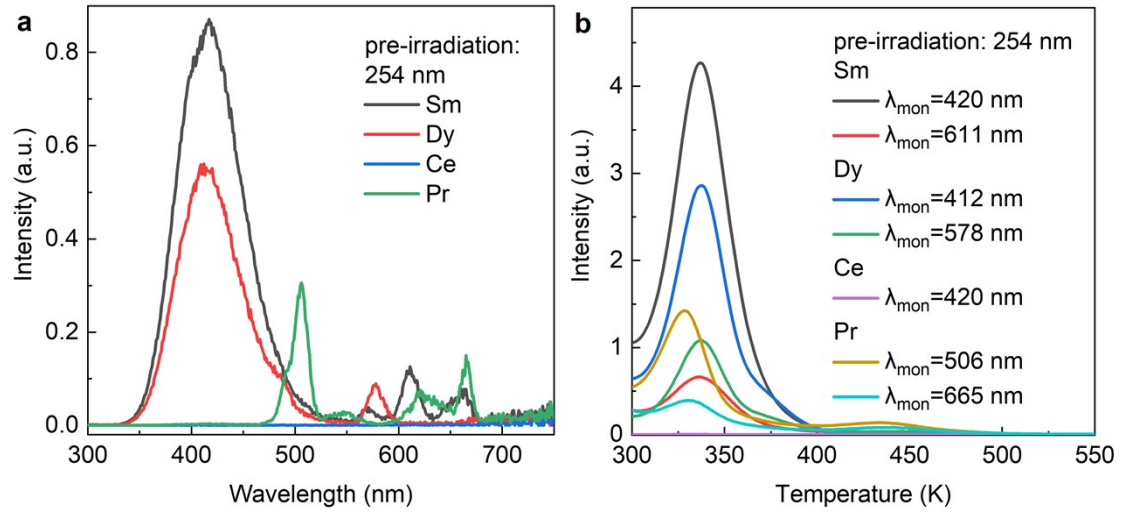 a
pre-irradiation:
254 nm
Sm
Dy
Ce
Pr
0.8
0.6
0.4
0.2
0.0
Intensity (a.u.)
300
400
500
600
700
Wavelength (nm)
b
pre-irradiation: 254 nm
Sm
λmon=420 nm
λmon=611 nm
Dy
λmon=412 nm
λmon=578 nm
Ce
λmon=420 nm
Pr
λmon=506 nm
λmon=665 nm
4
3
2
1
0
Intensity (a.u.)
300
350
400
450
500
550
Temperature (K)